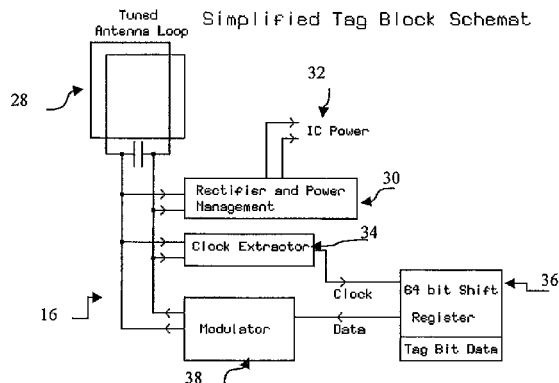 Simplified Tag Block Schemat
Tuned
Antenna Loop
28
32
IC Power
Rectifier and Power
Management
30
34
Clock Extractor
Clock
64 bit Shift
Register
36
16
Modulator
Data
Tag Bit Data
38